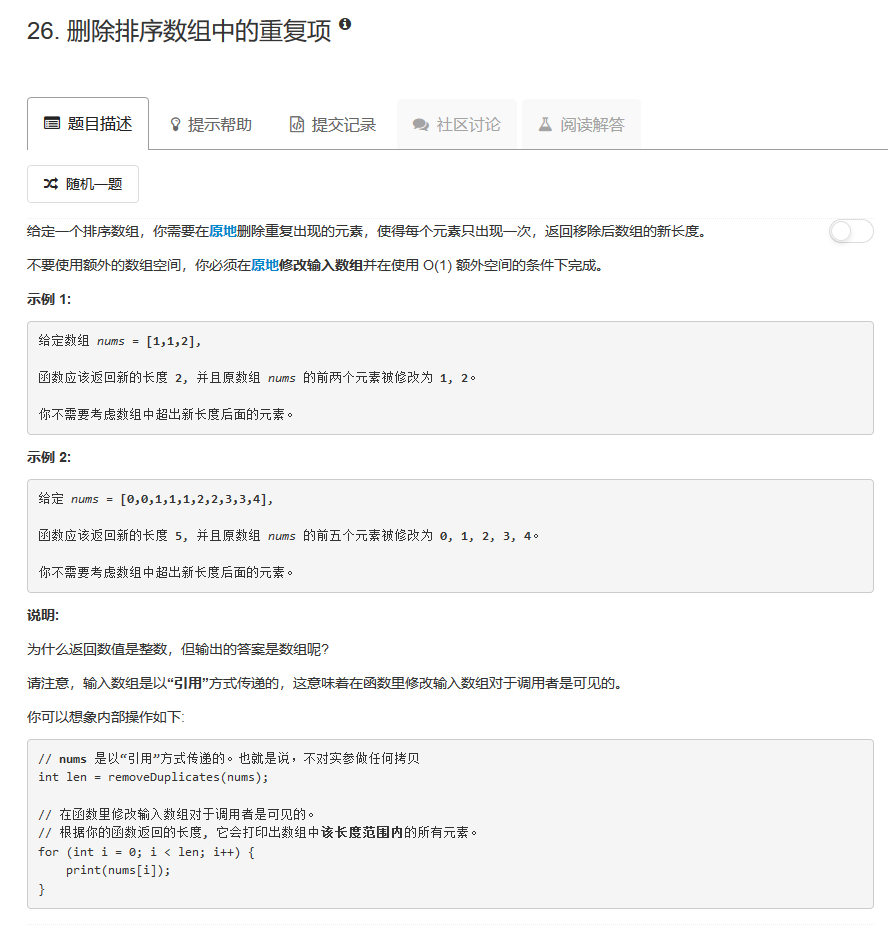 26. 删除排序数组中的重复项
题目描述
提示帮助
提交记录
社区讨论
阅读解答
随机一题
给定一个排序数组，你需要在原地删除重复出现的元素，使得每个元素只出现一次，返回移除后数组的新长度。
不要使用额外的数组空间，你必须在原地修改输入数组并在使用 O(1) 额外空间的条件下完成。
示例 1:
给定数组 nums = [1,1,2],
函数应该返回新的长度 2, 并且原数组 nums 的前两个元素被修改为 1, 2。
你不需要考虑数组中超出新长度后面的元素。
示例 2:
给定 nums = [0,0,1,1,1,2,2,3,3,4],
函数应该返回新的长度 5, 并且原数组 nums 的前五个元素被修改为 0, 1, 2, 3, 4。
你不需要考虑数组中超出新长度后面的元素。
说明:
为什么返回数值是整数，但输出的答案是数组呢?
请注意，输入数组是以“引用”方式传递的，这意味着在函数里修改输入数组对于调用者是可见的。
你可以想象内部操作如下:
// nums 是以“引用”方式传递的。也就是说，不对实参做任何拷贝
int len = removeDuplicates(nums);
// 在函数里修改输入数组对于调用者是可见的。
// 根据你的函数返回的长度, 它会打印出数组中该长度范围内的所有元素。
for (int i = 0; i < len; i++) {
    print(nums[i]);
}